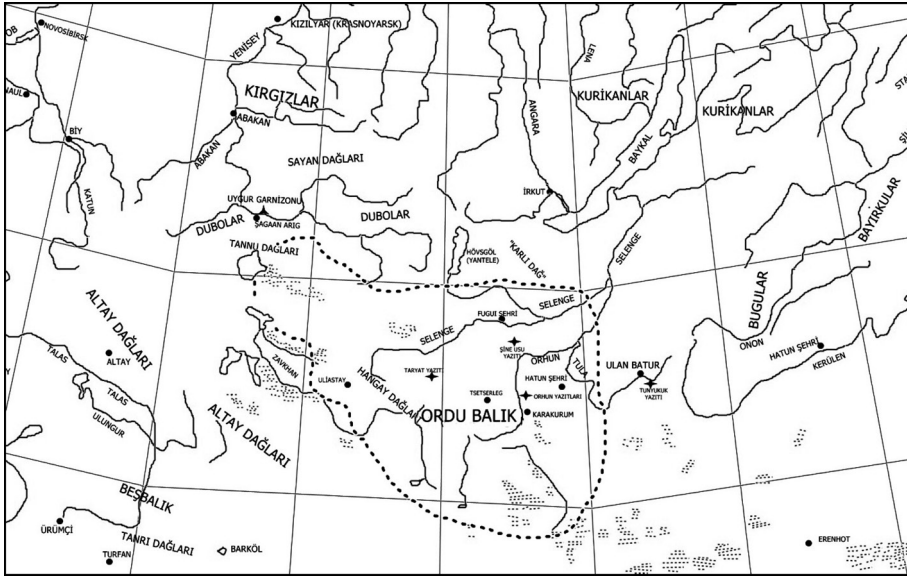 KIZILYAR (KRASNOYARSK)
NOVOSİBİRSK
OB
YENİSEY
LENA
NAUL
KIRGIZLAR
KURİKANLAR
KURİKANLAR
ABAKAN
ANGARA
BİY
ABAKAN
SAYAN DAĞLARI
BAYKAL
KATUN
İRKUT
UYGUR GARNİZONU
ŞAGAAN ARIG
DUBOLAR
DUBOLAR
BAYIRKULAR
TANNU DAĞLARI
HÖVSGÖL
(YANTELE)
"KARLI DAĞ"
SELENGE
BUGULAR
ALTAY DAĞLARI
SELENGE
FUGUI ŞEHRİ
SELENGE
ONON
HATUN ŞEHRİ
KERÜLEN
TALAS
ALTAY
ZAVKHAN
ŞİNE USU
YAZITI
ORHUN
TULA
ULAN BATUR
ULİASTAY
HANGAY DAĞLARI
TARYAT YAZITI
HATUN ŞEHRİ
TUNYUKUK
YAZITI
TALAS
ULUNGUR
ALTAY DAĞLARI
TSETSERLEG
ORHUN YAZITLARI
ORDU BALIK
KARAKURUM
BEŞBALIK
ÜRÜMÇİ
TANRI DAĞLARI
BARKÖL
TURFAN
ERENHOT